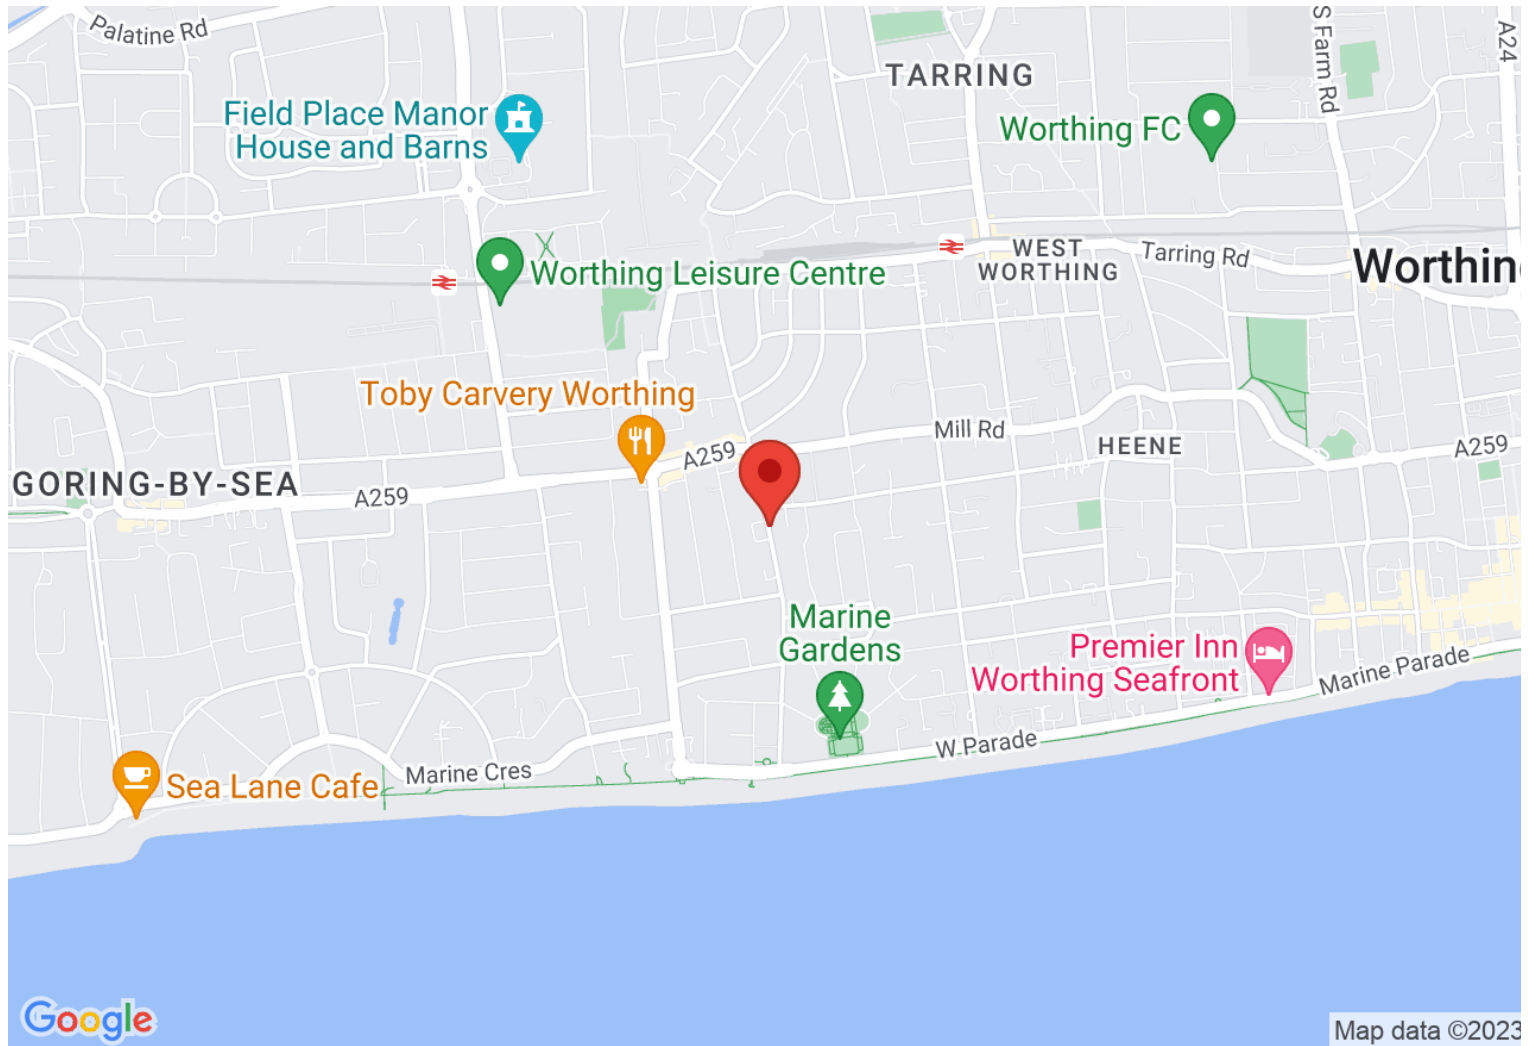 Palatine Rd
TARRING
S Farm Rd
A24
Field Place Manor
House and Barns
Worthing FC
WEST
WORTHING
Tarring Rd
Worthin
Worthing Leisure Centre
Toby Carvery Worthing
Mill Rd
HEENE
A259
A259
GORING-BY-SEA
A259
Marine
Gardens
Premier Inn
Worthing Seafront
Marine Parade
W Parade
Marine Cres
Sea Lane Cafe
Google
Map data ©2023